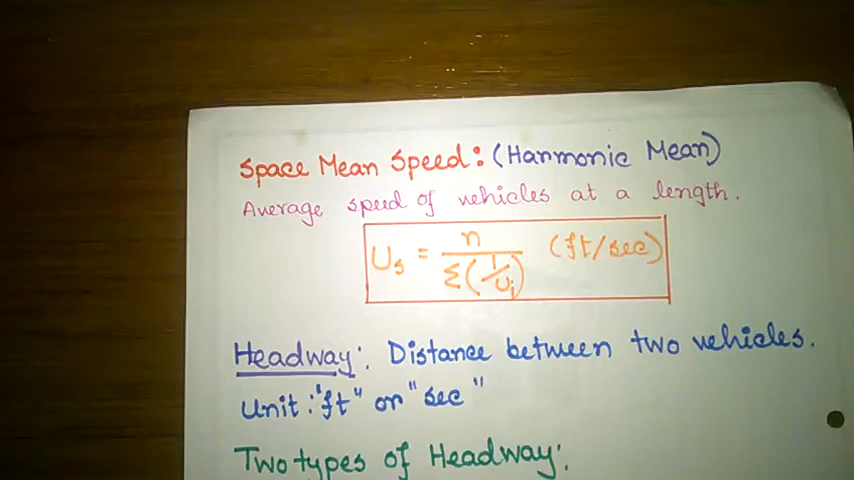 Space Mean Speed: (Harmonic Mean)
Average speed of vehicles at a length.
Us = n / Σ(1/Ui) (ft/sec)
Headway: Distance between two vehicles.
Unit: "ft" or "sec"
Two types of Headway: